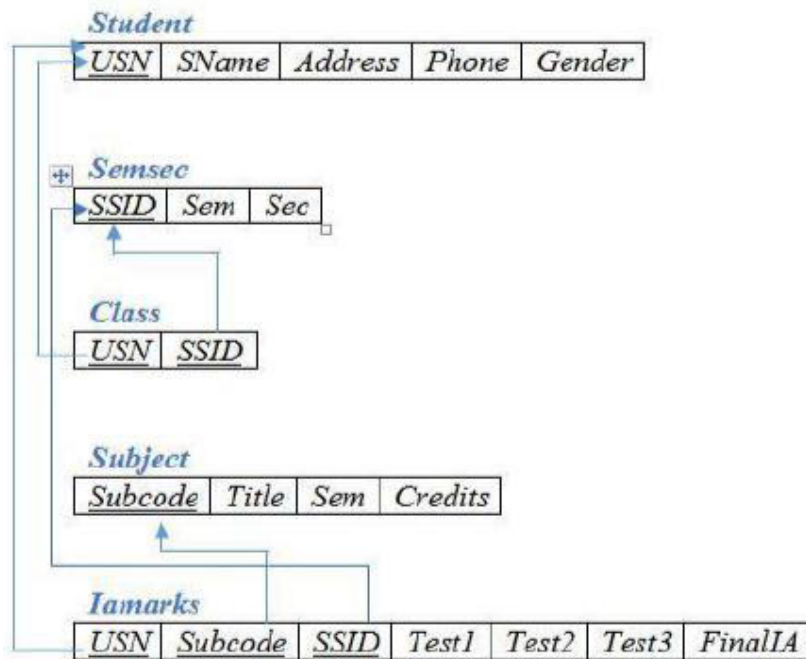 Student
USN SName Address Phone Gender
Semsec
SSID Sem Sec
Class
USN SSID
Subject
Subcode Title Sem Credits
Iamarks
USN Subcode SSID Test1 Test2 Test3 FinalIA